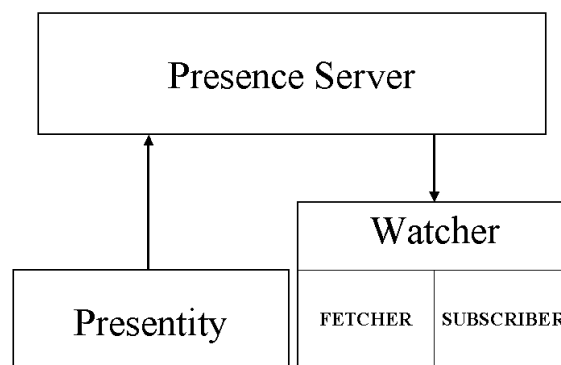 Presence Server
Watcher
Presentity
FETCHER
SUBSCRIBER